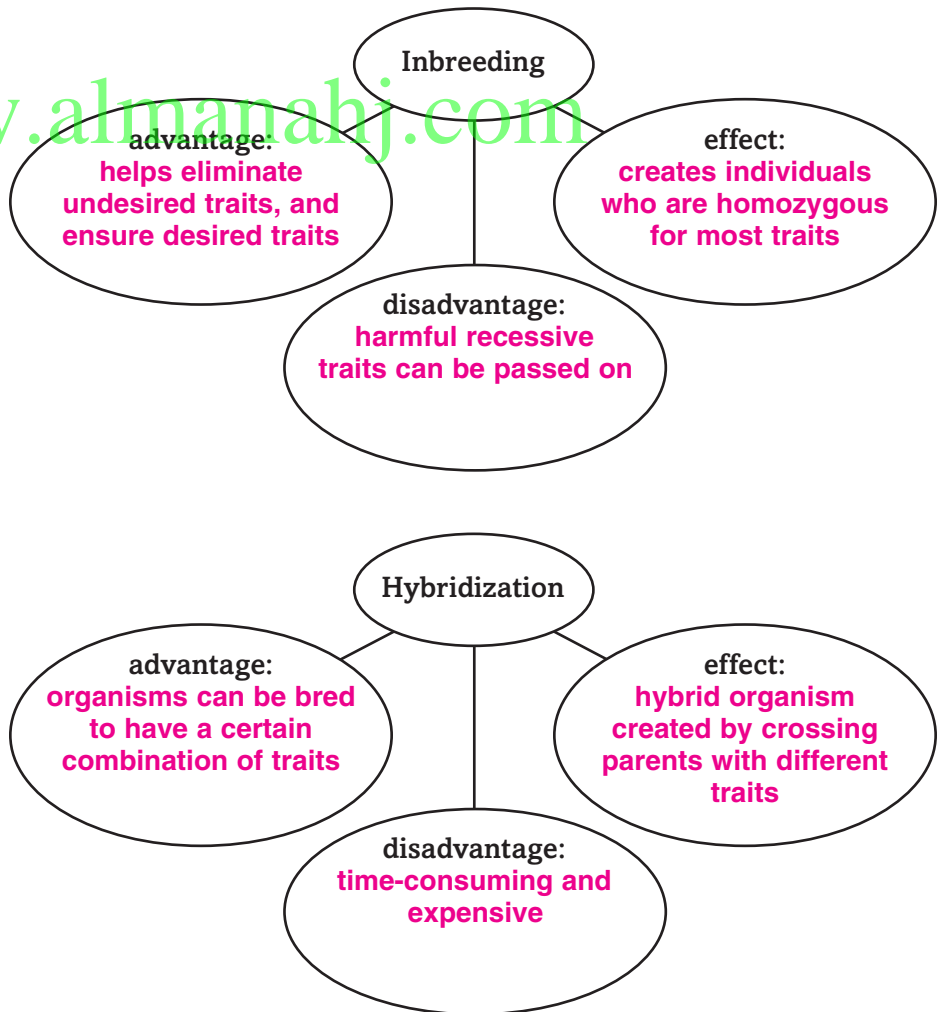 Inbreeding
w.almanahj.com
advantage:
helps eliminate
undesired traits, and
ensure desired traits
effect:
creates individuals
who are homozygous
for most traits
disadvantage:
harmful recessive
traits can be passed on
Hybridization
advantage:
organisms can be bred
to have a certain
combination of traits
effect:
hybrid organism
created by crossing
parents with different
traits
disadvantage:
time-consuming and
expensive